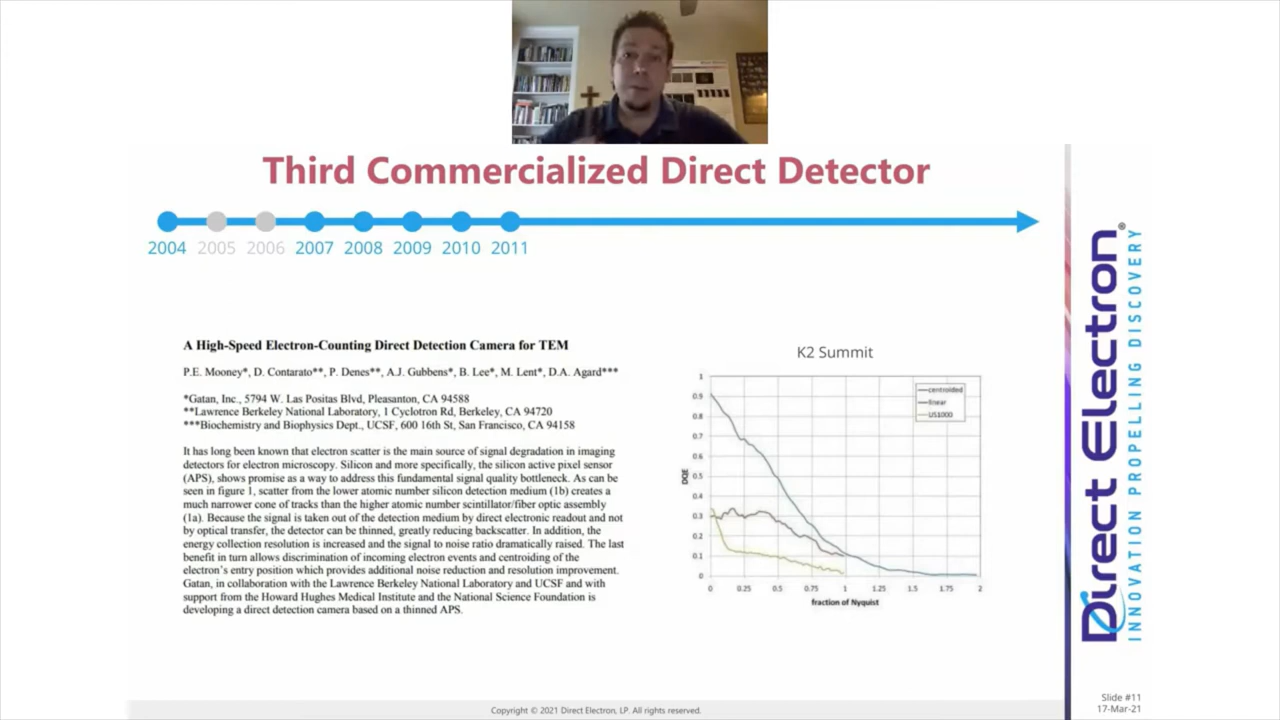 Third Commercialized Direct Detector
2004 2005 2006 2007 2008 2009 2010 2011
A High-Speed Electron-Counting Direct Detection Camera for TEM
P.E. Mooney*, D. Contarato**, P. Denes**, A.J. Gubbens*, B. Lee*, M. Lent*, D.A. Agard***
*Gatan, Inc., 5794 W. Las Positas Blvd, Pleasanton, CA 94588
**Lawrence Berkeley National Laboratory, 1 Cyclotron Rd, Berkeley, CA 94720
***Biochemistry and Biophysics Dept., UCSF, 600 16th St, San Francisco, CA 94158
It has long been known that electron scatter is the main source of signal degradation in imaging
detectors for electron microscopy. Silicon and more specifically, the silicon active pixel sensor
(APS), shows promise as a way to address this fundamental signal quality bottleneck. As can be
seen in figure 1, scatter from the lower atomic number silicon detection medium (1b) creates a
much narrower cone of tracks than the higher atomic number scintillator/fiber optic assembly
(1a). Because the signal is taken out of the detection medium by direct electronic readout and not
by optical transfer, the detector can be thinned, greatly reducing backscatter. In addition, the
energy collection resolution is increased and the signal to noise ratio dramatically raised. The last
benefit in turn allows discrimination of incoming electron events and centroiding of the
electron's entry position which provides additional noise reduction and resolution improvement.
Gatan, in collaboration with the Lawrence Berkeley National Laboratory and UCSF and with
support from the Howard Hughes Medical Institute and the National Science Foundation is
developing a direct detection camera based on a thinned APS.
K2 Summit
1
0.9
0.8
0.7
0.6
0.5
0.4
0.3
0.2
0.1
0
DQE
centroided
linear
US1000
0 0.25 0.5 0.75 1 1.25 1.5 1.75 2
fraction of Nyquist
Direct Electron®
INNOVATION PROPELLING DISCOVERY
Slide #11
17-Mar-21
Copyright © 2021 Direct Electron, LP. All rights reserved.